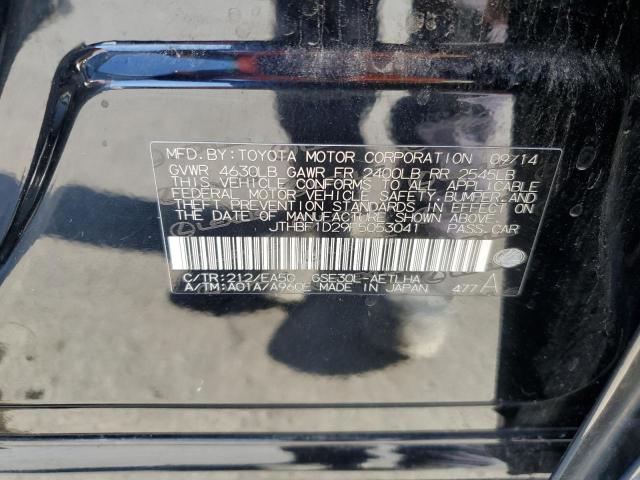 MFD. BY: TOYOTA MOTOR CORPORATION 09/14
GVWR 4630LB GAWR FR 2400LB RR 2545LB
THIS VEHICLE CONFORMS TO ALL APPLICABLE
FEDERAL MOTOR VEHICLE SAFETY, BUMPER, AND
THEFT PREVENTION STANDARDS IN EFFECT ON
THE DATE OF MANUFACTURE SHOWN ABOVE.
JTHBF1D29F5053041 PASS.CAR
C/TR:212/EA50 GSE30L-AETLHA
A/TM:A01A/A960E MADE IN JAPAN 477 A